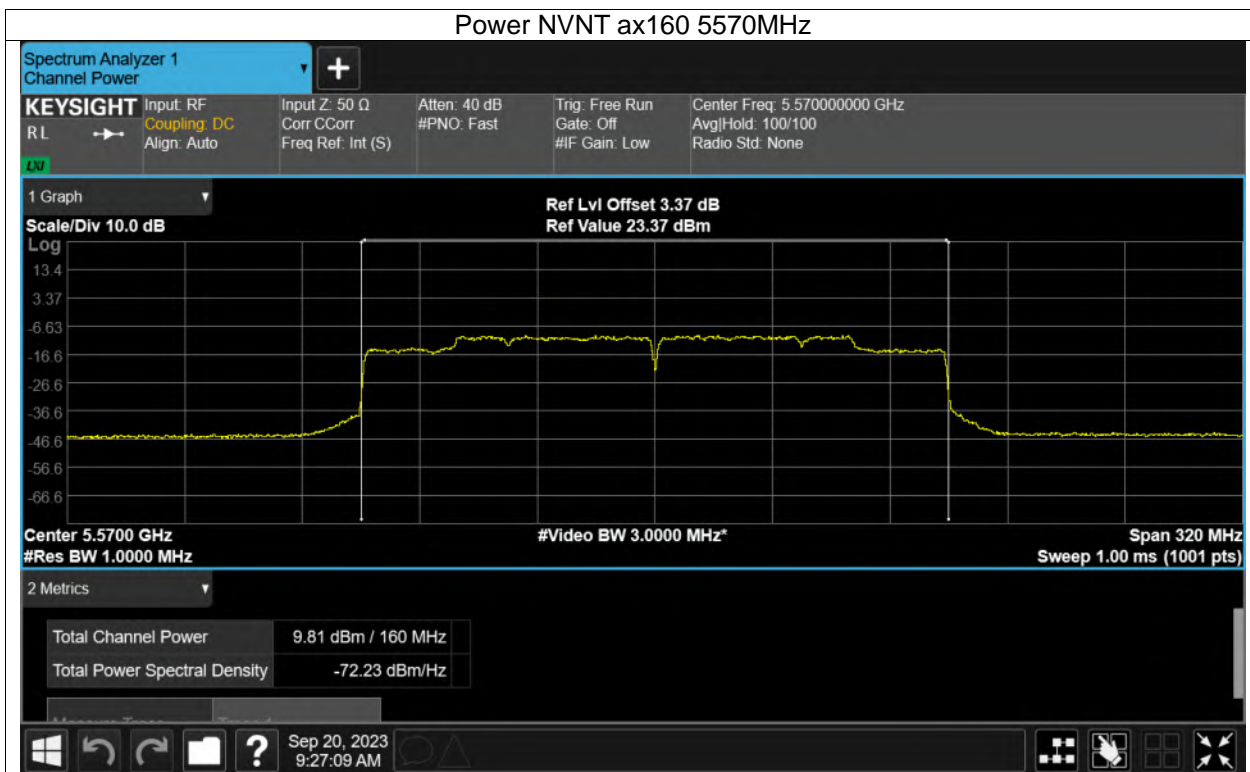 Power NVNT ax160 5570MHz
Spectrum Analyzer 1
Channel Power
+
KEYSIGHT Input: RF Input Z: 50 Ω Atten: 40 dB Trig: Free Run Center Freq: 5.570000000 GHz
RL Coupling: DC Corr CCorr #PNO: Fast Gate: Off Avg|Hold: 100/100
Align: Auto Freq Ref: Int (S) #IF Gain: Low Radio Std: None
LXI
1 Graph
Ref Lvl Offset 3.37 dB
Scale/Div 10.0 dB Ref Value 23.37 dBm
Log
13.4
3.37
-6.63
-16.6
-26.6
-36.6
-46.6
-56.6
-66.6
Center 5.5700 GHz #Video BW 3.0000 MHz* Span 320 MHz
#Res BW 1.0000 MHz Sweep 1.00 ms (1001 pts)
2 Metrics
Total Channel Power 9.81 dBm / 160 MHz
Total Power Spectral Density -72.23 dBm/Hz
? Sep 20, 2023
9:27:09 AM